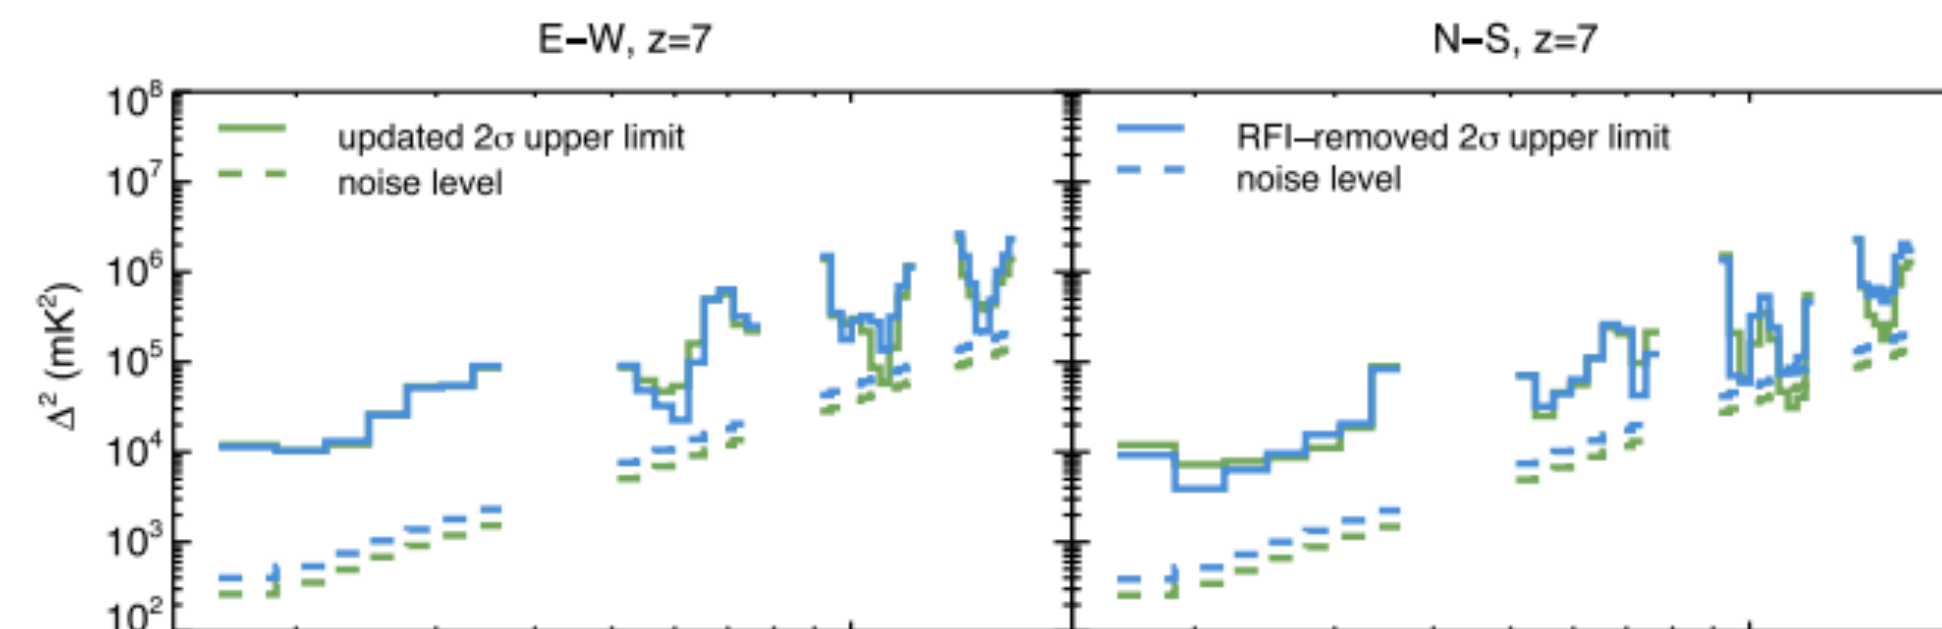 E–W, z=7
N–S, z=7
10⁸
10⁷
10⁶
10⁵
10⁴
10³
10²
Δ² (mK²)
updated 2σ upper limit
noise level
RFI–removed 2σ upper limit
noise level